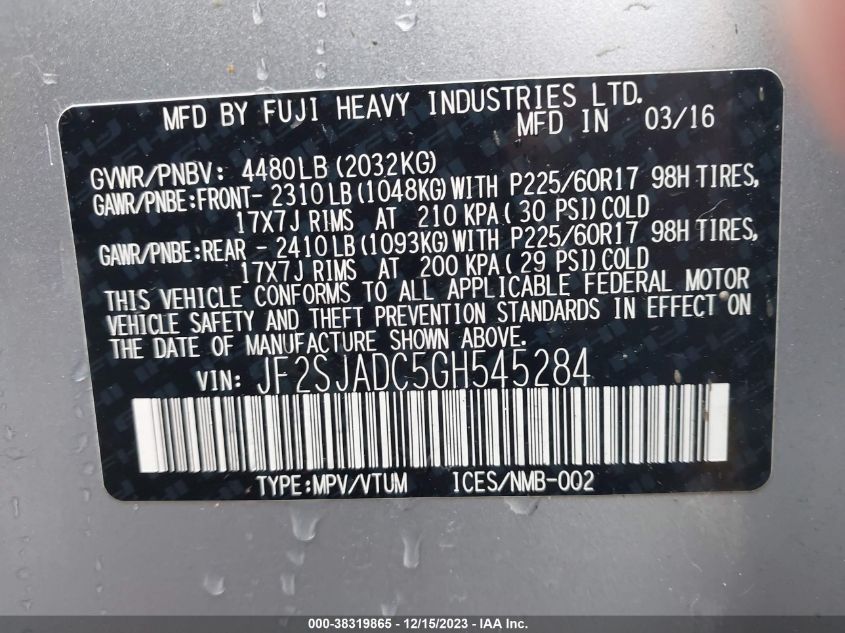 MFD BY FUJI HEAVY INDUSTRIES LTD.
MFD IN 03/16
GVWR/PNBV: 4480LB (2032KG)
GAWR/PNBE:FRONT- 2310LB (1048KG)WITH P225/60R17 98H TIRES,
17X7J RIMS AT 210 KPA( 30 PSI)COLD
GAWR/PNBE:REAR - 2410LB (1093KG)WITH P225/60R17 98H TIRES,
17X7J RIMS AT 200 KPA( 29 PSI)COLD
THIS VEHICLE CONFORMS TO ALL APPLICABLE FEDERAL MOTOR
VEHICLE SAFETY AND THEFT PREVENTION STANDARDS IN EFFECT ON
THE DATE OF MANUFACTURE SHOWN ABOVE.
VIN: JF2SJADC5GH545284
TYPE:MPV/VTUM ICES/NMB-002
000-38319865 - 12/15/2023 - IAA Inc.